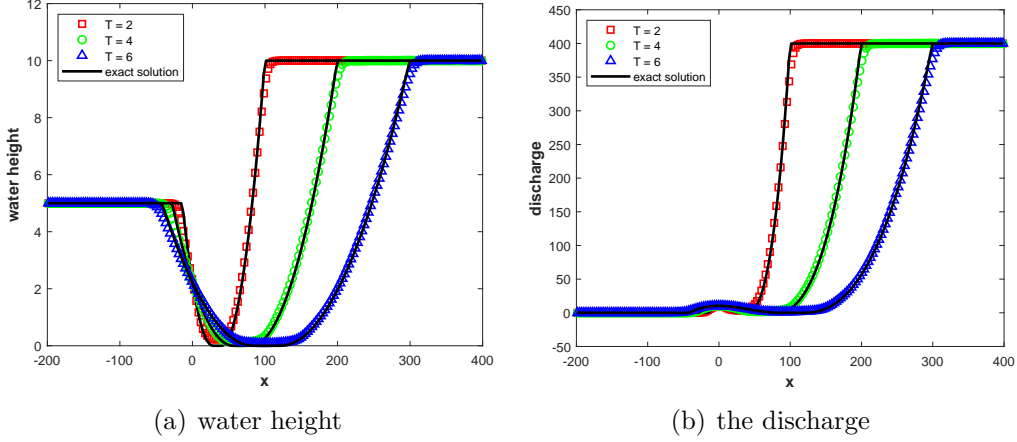 12
10
8
6
4
2
0
water height
T = 2
T = 4
T = 6
exact solution
-200 -100 0 100 200 300 400
x
(a) water height
450
400
350
300
250
200
150
100
50
0
-50
discharge
T = 2
T = 4
T = 6
exact solution
-200 -100 0 100 200 300 400
x
(b) the discharge